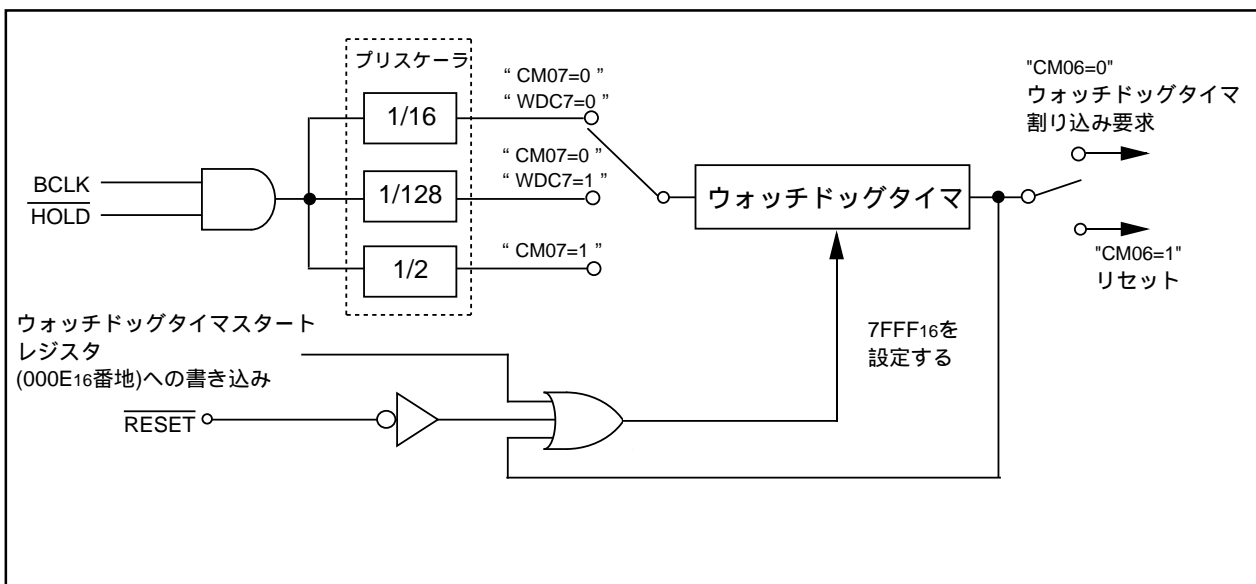 プリスケーラ
1/16
1/128
1/2
“ CM07=0 ”
“ WDC7=0 ”
“ CM07=0 ”
“ WDC7=1 ”
“ CM07=1 ”
BCLK
HOLD
ウォッチドッグタイマ
"CM06=0"
ウォッチドッグタイマ
割り込み要求
"CM06=1"
リセット
ウォッチドッグタイマスタート
レジスタ
(000E16番地)への書き込み
RESET
7FFF16を
設定する